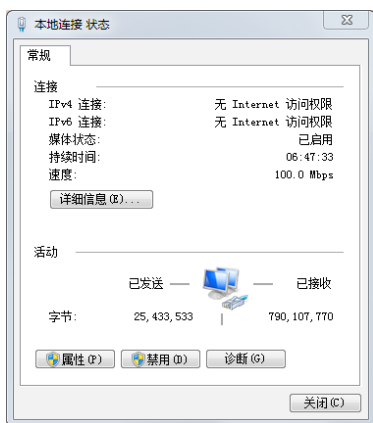 本地连接 状态
常规
连接
IPv4 连接: 无 Internet 访问权限
IPv6 连接: 无 Internet 访问权限
媒体状态: 已启用
持续时间: 06:47:33
速度: 100.0 Mbps
详细信息(E)...
活动
已发送 — — 已接收
字节: 25,433,533 | 790,107,770
属性(P) 禁用(D) 诊断(G)
关闭(C)